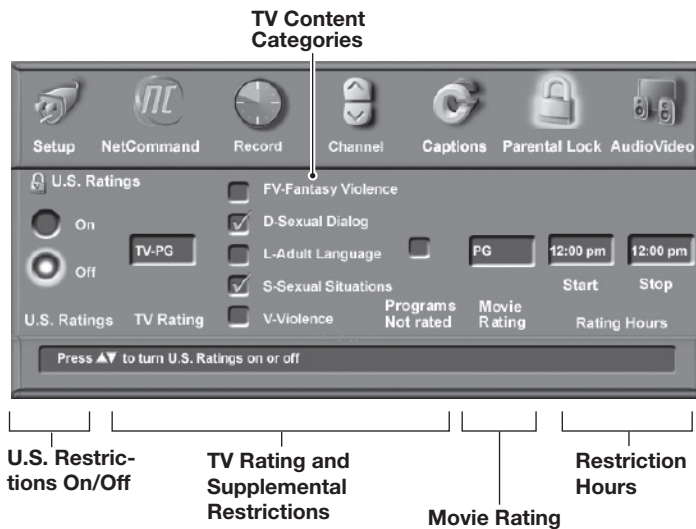 TV Content
Categories
Setup NetCommand Record Channel Captions Parental Lock AudioVideo
U.S. Ratings
On
Off
TV-PG
FV-Fantasy Violence
D-Sexual Dialog
L-Adult Language
S-Sexual Situations
V-Violence
PG
12:00 pm 12:00 pm
Start Stop
U.S. Ratings TV Rating
Programs
Not rated
Movie
Rating
Rating Hours
Press ▲▼ to turn U.S. Ratings on or off
U.S. Restric-
tions On/Off
TV Rating and
Supplemental
Restrictions
Movie Rating
Restriction
Hours